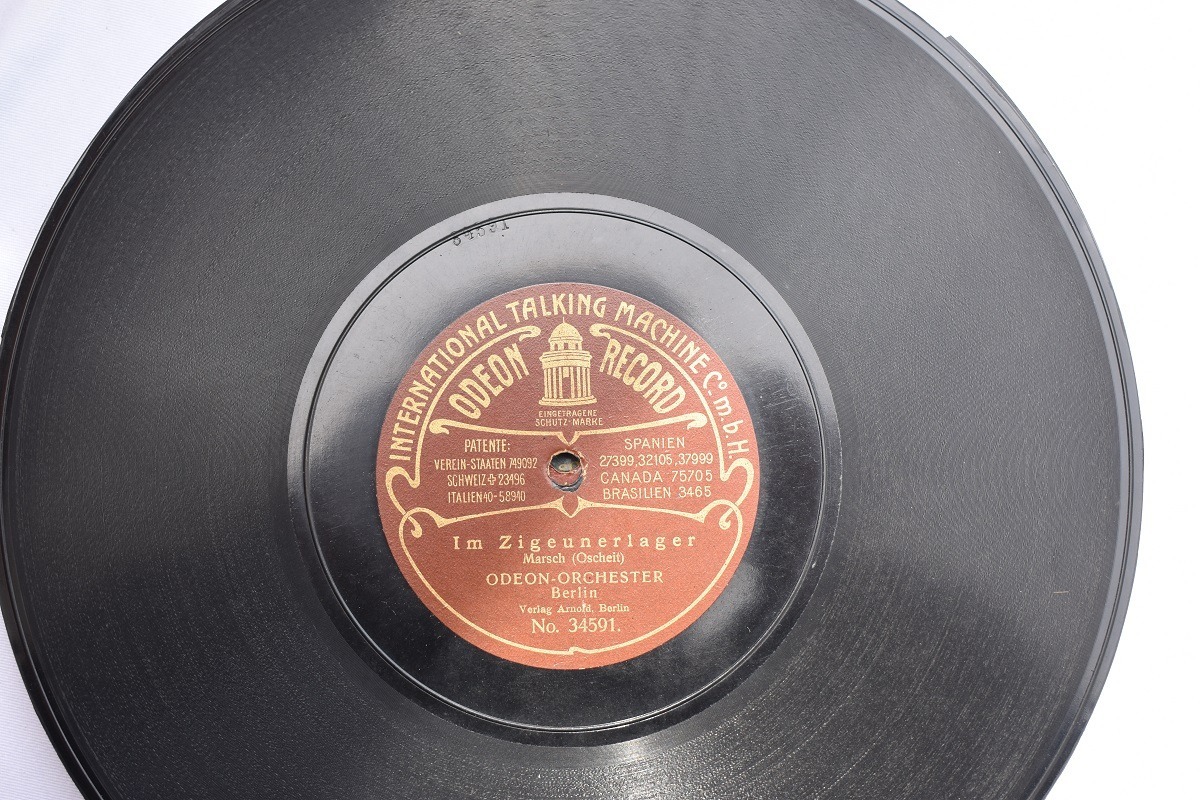 34591
INTERNATIONAL TALKING MACHINE Co. m. b. H.
ODEON RECORD
EINGETRAGENE
SCHUTZ-MARKE
PATENTE:
VEREIN-STAATEN 749092
SCHWEIZ ✚ 23496
ITALIEN 40-58940
SPANIEN
27399, 32105, 37999
CANADA 75705
BRASILIEN 3465
Im Zigeunerlager
Marsch (Oscheit)
ODEON-ORCHESTER
Berlin
Verlag Arnold, Berlin
No. 34591.